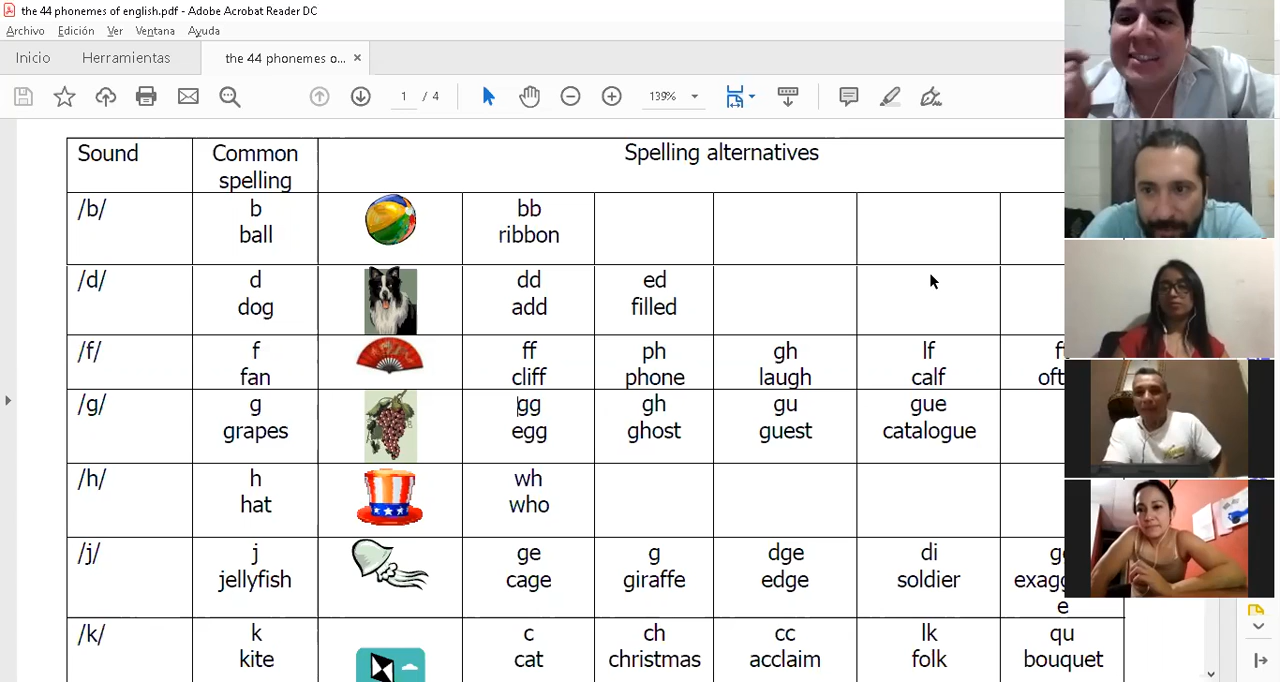 the 44 phonemes of english.pdf - Adobe Acrobat Reader DC
Archivo Edición Ver Ventana Ayuda
Inicio Herramientas the 44 phonemes o... ×
1 / 4 139%
Sound Common spelling Spelling alternatives
/b/ b bb
ball ribbon
/d/ d dd ed
dog add filled
/f/ f ff ph gh lf
fan cliff phone laugh calf
/g/ g gg gh gu gue
grapes egg ghost guest catalogue
/h/ h wh
hat who
/j/ j ge g dge di
jellyfish cage giraffe edge soldier
e
/k/ k c ch cc lk qu
kite cat christmas acclaim folk bouquet